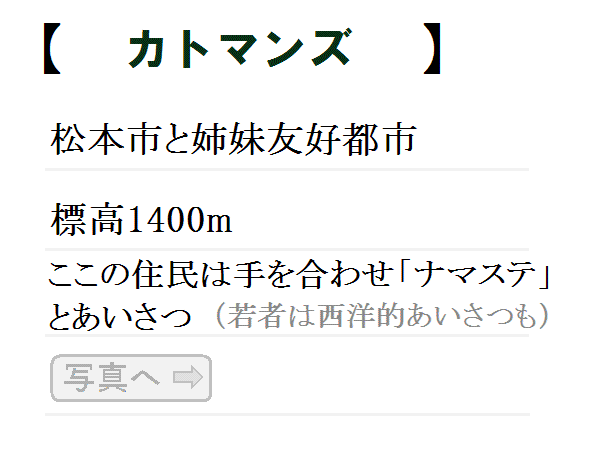 【 カトマンズ 】
松本市と姉妹友好都市
標高1400m
ここの住民は手を合わせ「ナマステ」
とあいさつ（若者は西洋的あいさつも）
写真へ ⇨